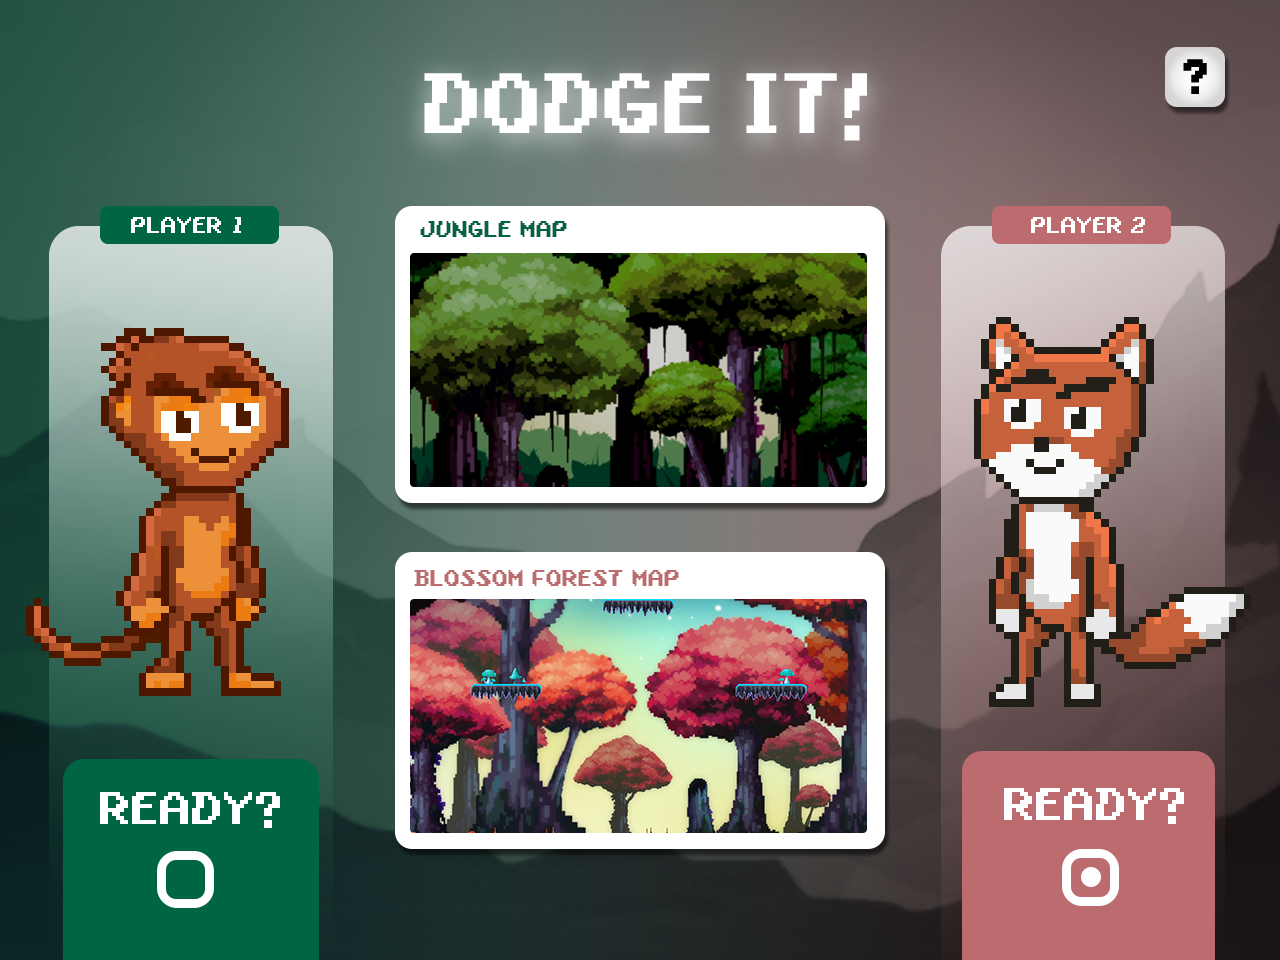 DODGE IT!
?
PLAYER 1
JUNGLE MAP
PLAYER 2
BLOSSOM FOREST MAP
READY?
READY?